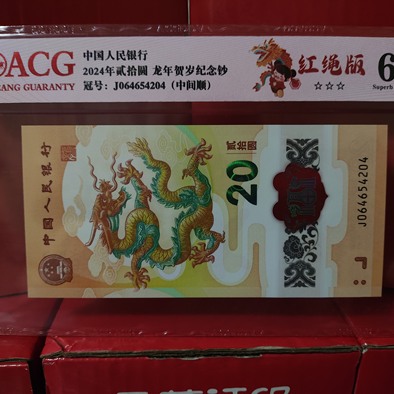 ACG
ANG GUARANTY
中国人民银行
2024年贰拾圆 龙年贺岁纪念钞
冠号：J064654204（中间顺）
红绳版
6
Superb
中国人民银行
贰拾圆
20
J064654204